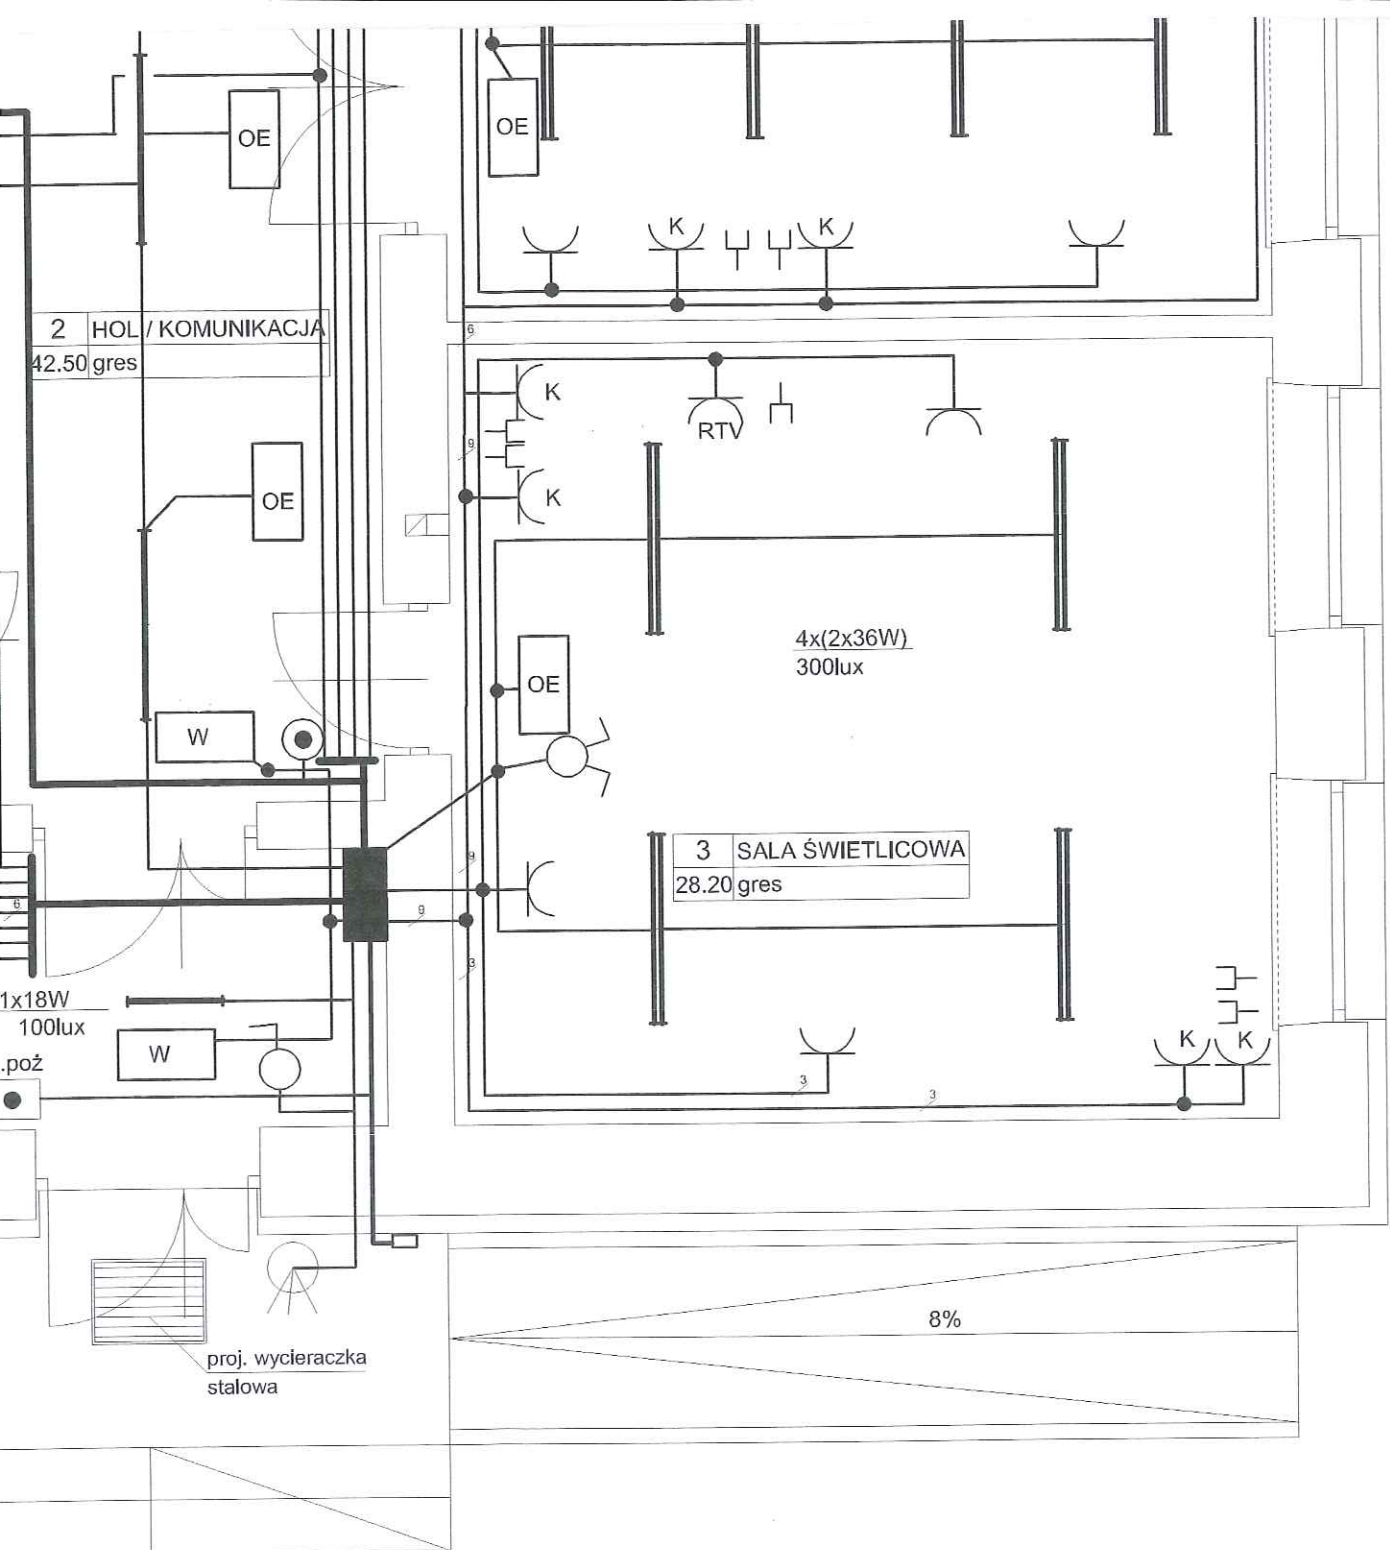 OE
OE
K
K
2 HOL / KOMUNIKACJA
42.50 gres
6
K
RTV
9
K
OE
4x(2x36W)
300lux
OE
W
3 SALA ŚWIETLICOWA
28.20 gres
9
6
9
3
1x18W
100lux
.poż
W
K
K
3
3
8%
proj. wycieraczka
stalowa